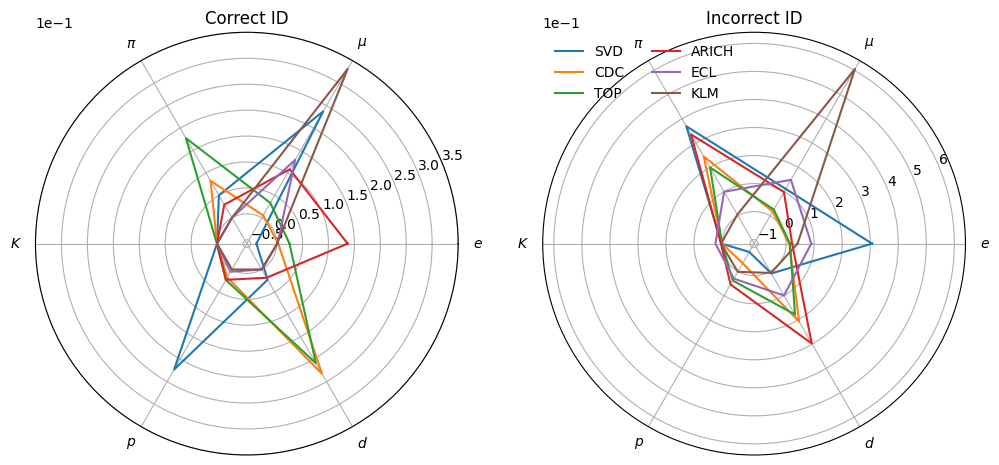 Correct ID
1e−1
μ
π
3.5
3.0
2.5
2.0
1.5
1.0
0.5
0.0
−0.5
K
e
p
d
Incorrect ID
1e−1
μ
π
SVD
CDC
TOP
ARICH
ECL
KLM
6
5
4
3
2
1
0
−1
K
e
p
d